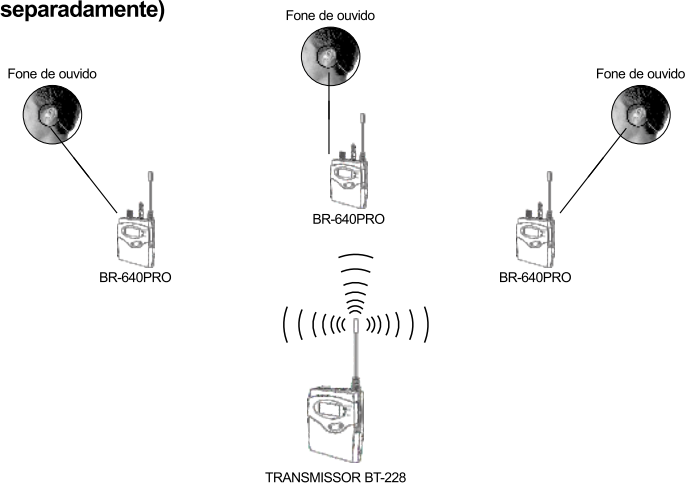 separadamente)
Fone de ouvido
Fone de ouvido
Fone de ouvido
BR-640PRO
BR-640PRO
BR-640PRO
TRANSMISSOR BT-228